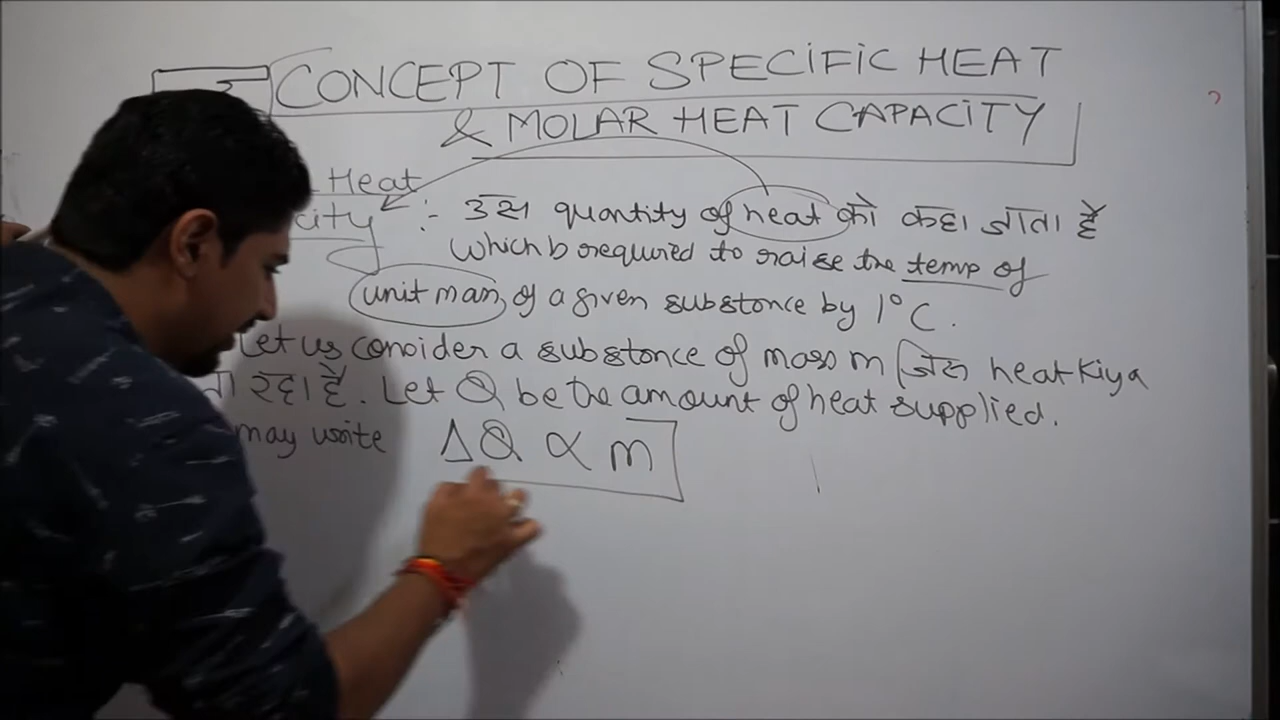 CONCEPT OF SPECIFIC HEAT
& MOLAR HEAT CAPACITY
Heat
city :- उस quantity of heat को कहा जाता है
which is required to raise the temp of
unit mass of a given substance by 1°C.
Let us consider a substance of mass m जिसे heat Kiya
जा रहा है. Let Q be the amount of heat supplied.
may write ΔQ ∝ m